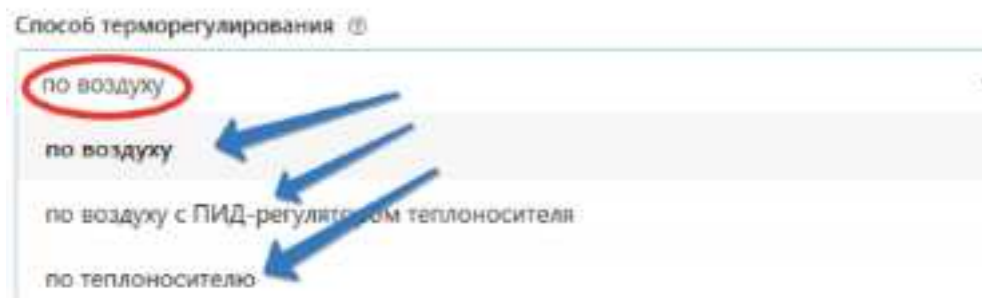 Способ терморегулирования
по воздуху
по воздуху
по воздуху с ПИД-регулятором теплоносителя
по теплоносителю